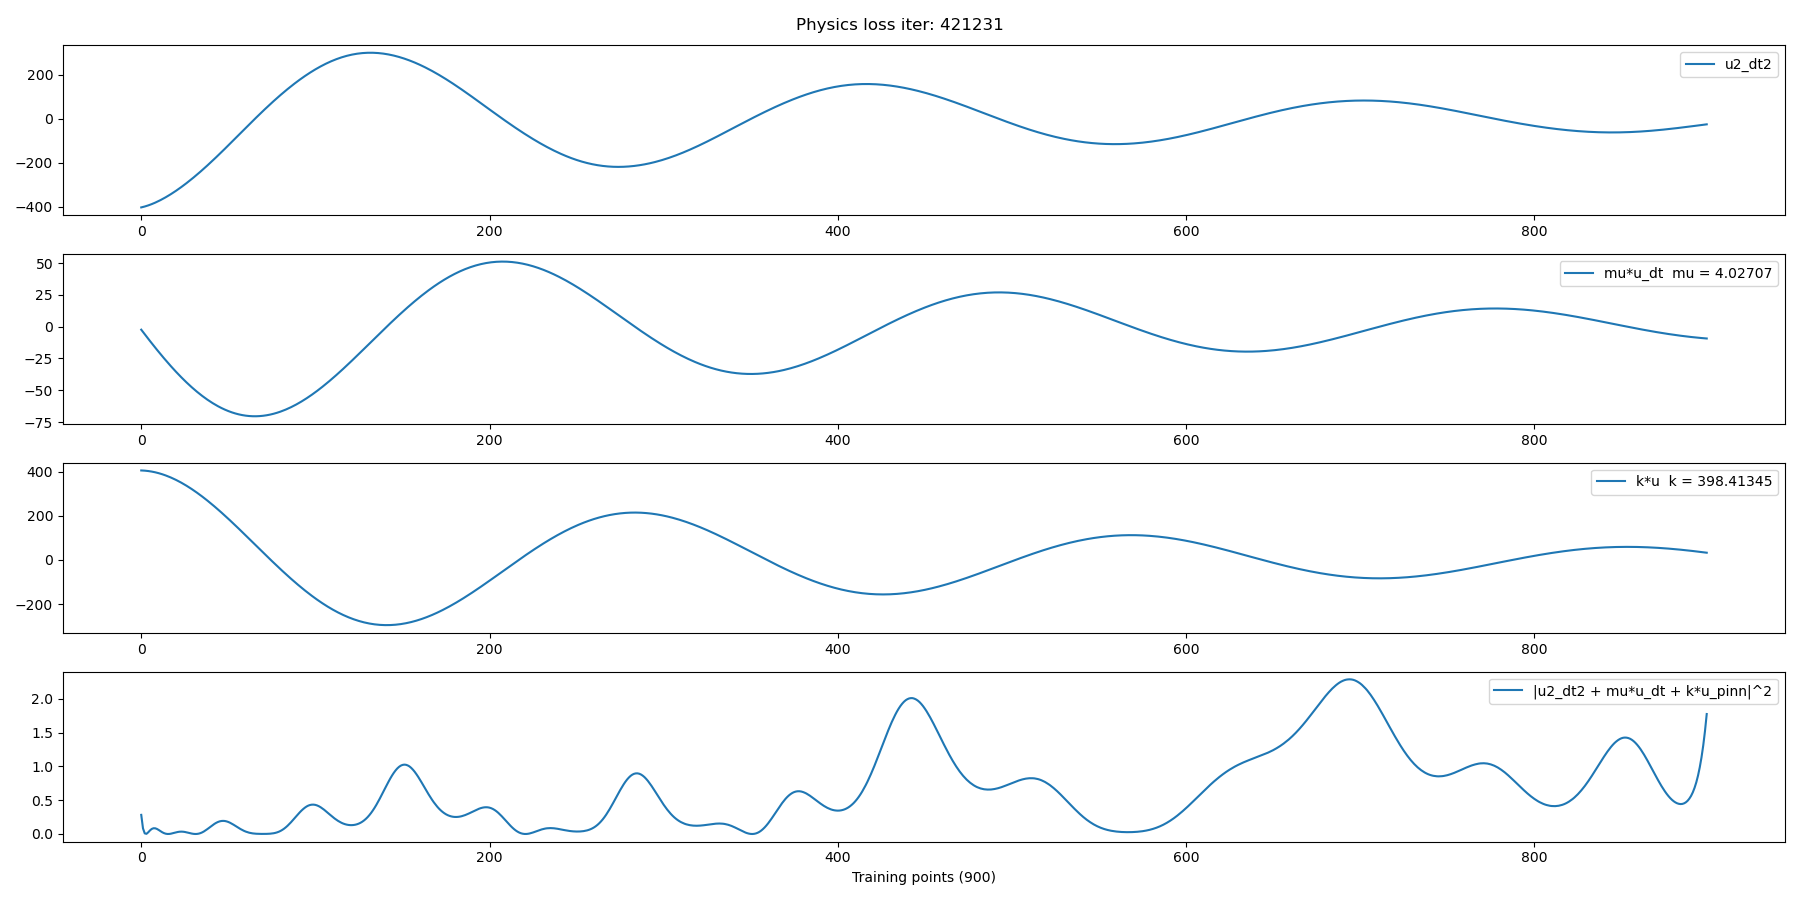 Physics loss iter: 421231
u2_dt2
200
0
−200
−400
0 200 400 600 800
mu*u_dt  mu = 4.02707
50
25
0
−25
−50
−75
0 200 400 600 800
k*u  k = 398.41345
400
200
0
−200
0 200 400 600 800
|u2_dt2 + mu*u_dt + k*u_pinn|^2
2.0
1.5
1.0
0.5
0.0
0 200 400 600 800
Training points (900)